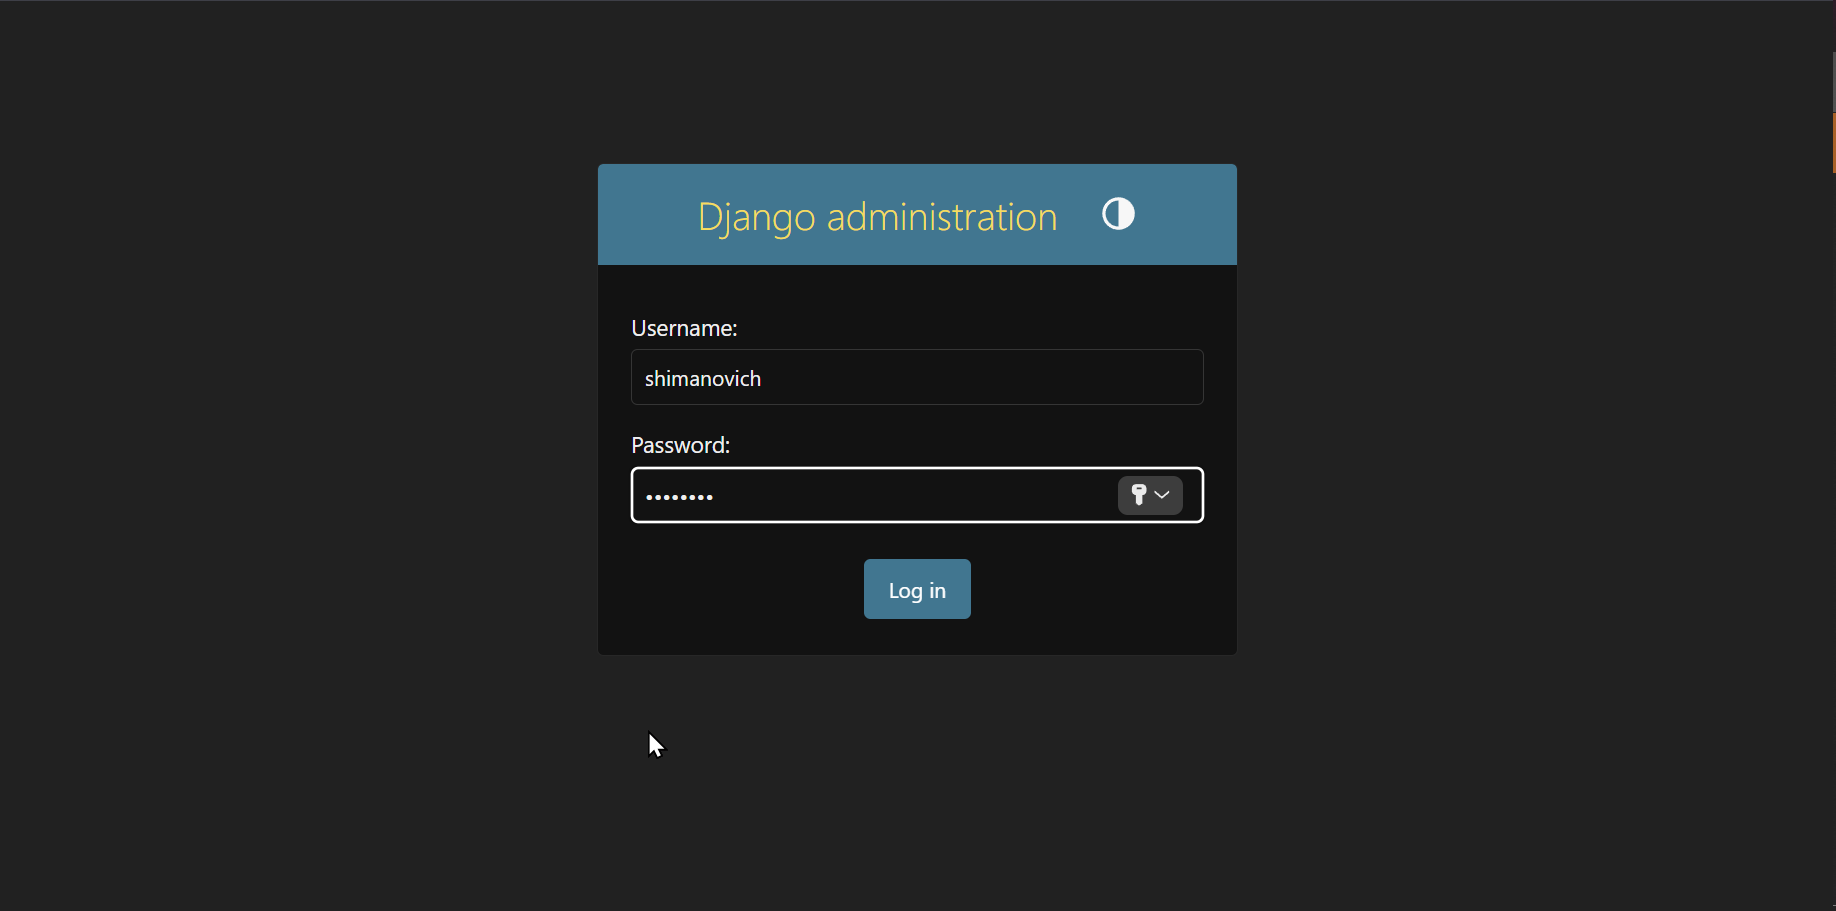 Django administration
Username:
shimanovich
Password:
••••••••
Log in